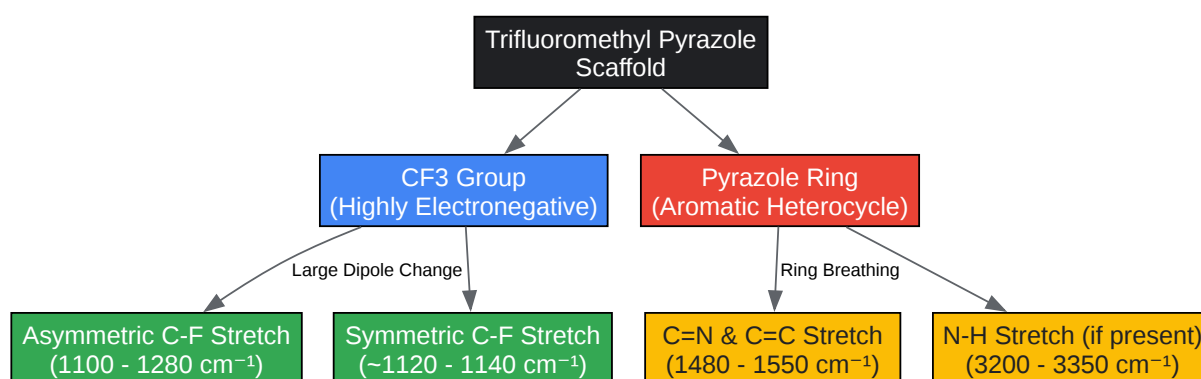 Trifluoromethyl Pyrazole
Scaffold
CF3 Group
(Highly Electronegative)
Pyrazole Ring
(Aromatic Heterocycle)
Large Dipole Change
Ring Breathing
Asymmetric C-F Stretch
(1100 - 1280 cm⁻¹)
Symmetric C-F Stretch
(~1120 - 1140 cm⁻¹)
C=N & C=C Stretch
(1480 - 1550 cm⁻¹)
N-H Stretch (if present)
(3200 - 3350 cm⁻¹)